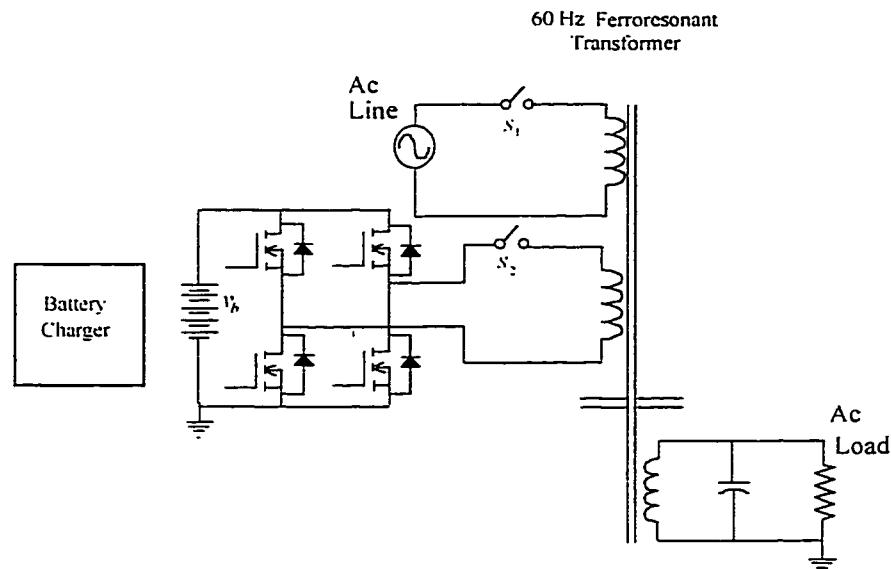 60 Hz Ferroresonant
Transformer
Ac
Line
S1
S2
Battery
Charger
vb
Ac
Load